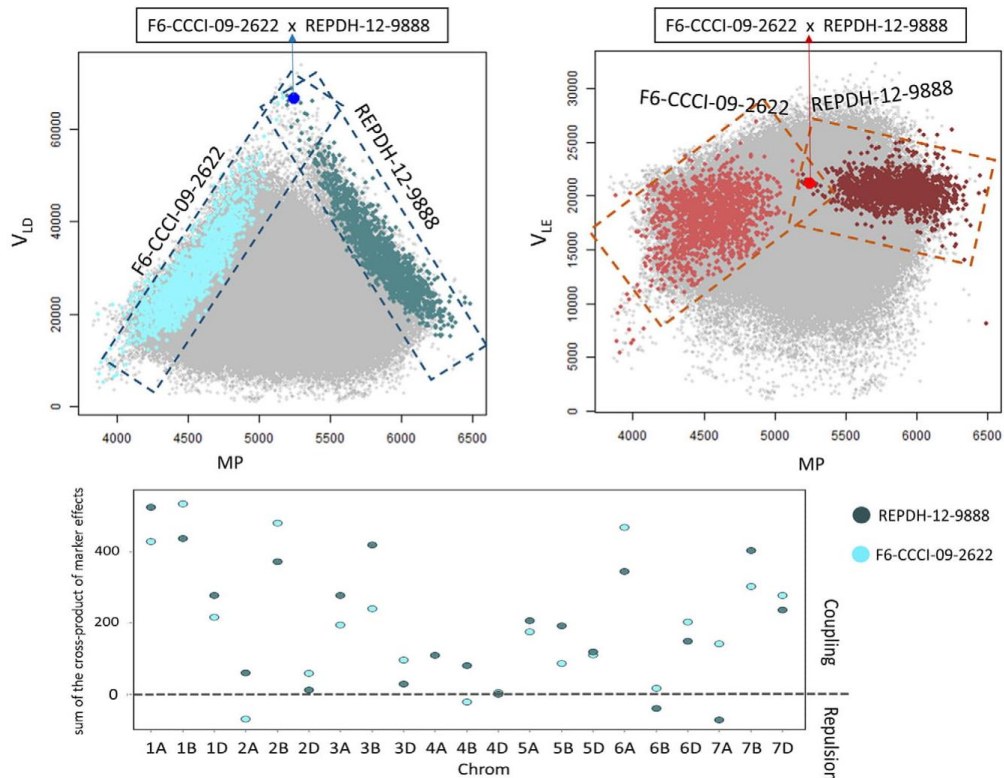 F6-CCCI-09-2622 x REPDH-12-9888
F6-CCCI-09-2622
REPDH-12-9888
VLD
60000
40000
20000
0
4000 4500 5000 5500 6000 6500
MP
F6-CCCI-09-2622 x REPDH-12-9888
F6-CCCI-09-2622
REPDH-12-9888
VLE
30000
25000
20000
15000
10000
50000
0
4000 4500 5000 5500 6000 6500
MP
sum of the cross-product of marker effects
400
200
0
1A 1B 1D 2A 2B 2D 3A 3B 3D 4A 4B 4D 5A 5B 5D 6A 6B 6D 7A 7B 7D
Chrom
Coupling
Repulsion
REPDH-12-9888
F6-CCCI-09-2622